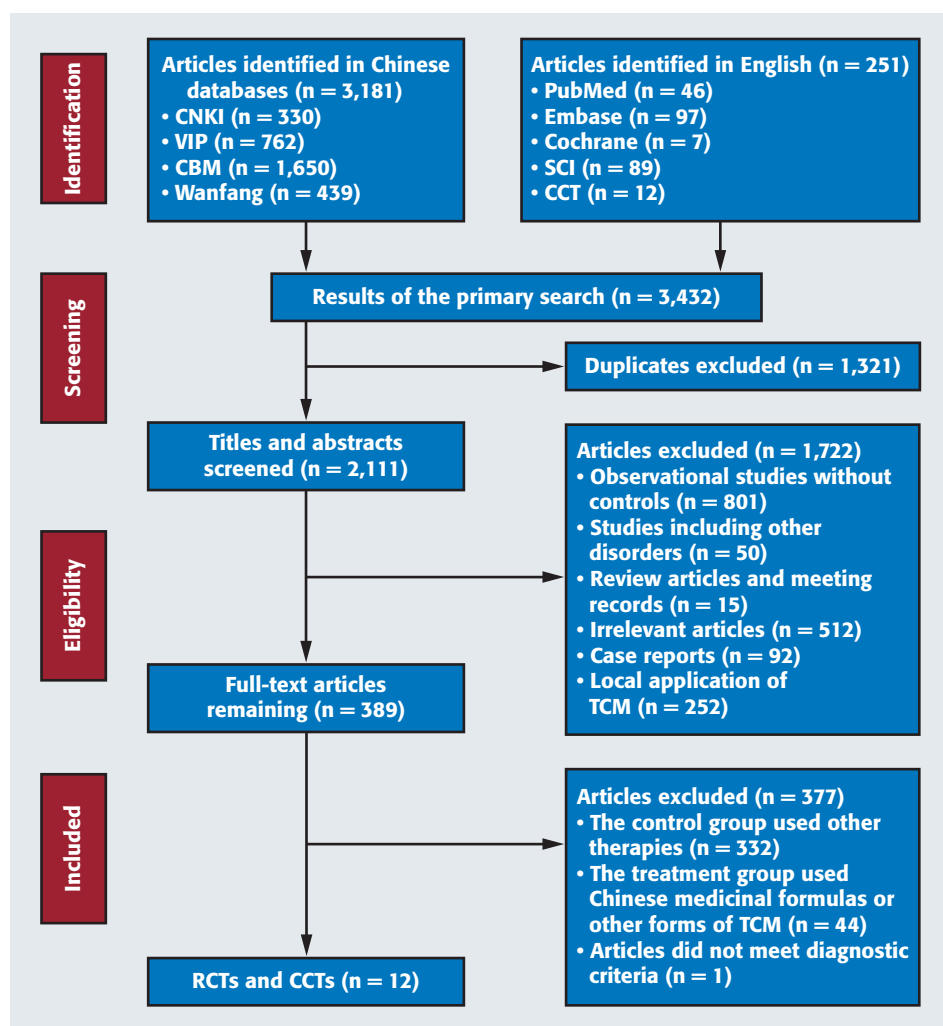 Identification
Articles identified in Chinese
databases (n = 3,181)
• CNKI (n = 330)
• VIP (n = 762)
• CBM (n = 1,650)
• Wanfang (n = 439)
Articles identified in English (n = 251)
• PubMed (n = 46)
• Embase (n = 97)
• Cochrane (n = 7)
• SCI (n = 89)
• CCT (n = 12)
Screening
Results of the primary search (n = 3,432)
Duplicates excluded (n = 1,321)
Titles and abstracts
screened (n = 2,111)
Eligibility
Articles excluded (n = 1,722)
• Observational studies without
controls (n = 801)
• Studies including other
disorders (n = 50)
• Review articles and meeting
records (n = 15)
• Irrelevant articles (n = 512)
• Case reports (n = 92)
• Local application of
TCM (n = 252)
Full-text articles
remaining (n = 389)
Included
Articles excluded (n = 377)
• The control group used other
therapies (n = 332)
• The treatment group used
Chinese medicinal formulas or
other forms of TCM (n = 44)
• Articles did not meet diagnostic
criteria (n = 1)
RCTs and CCTs (n = 12)